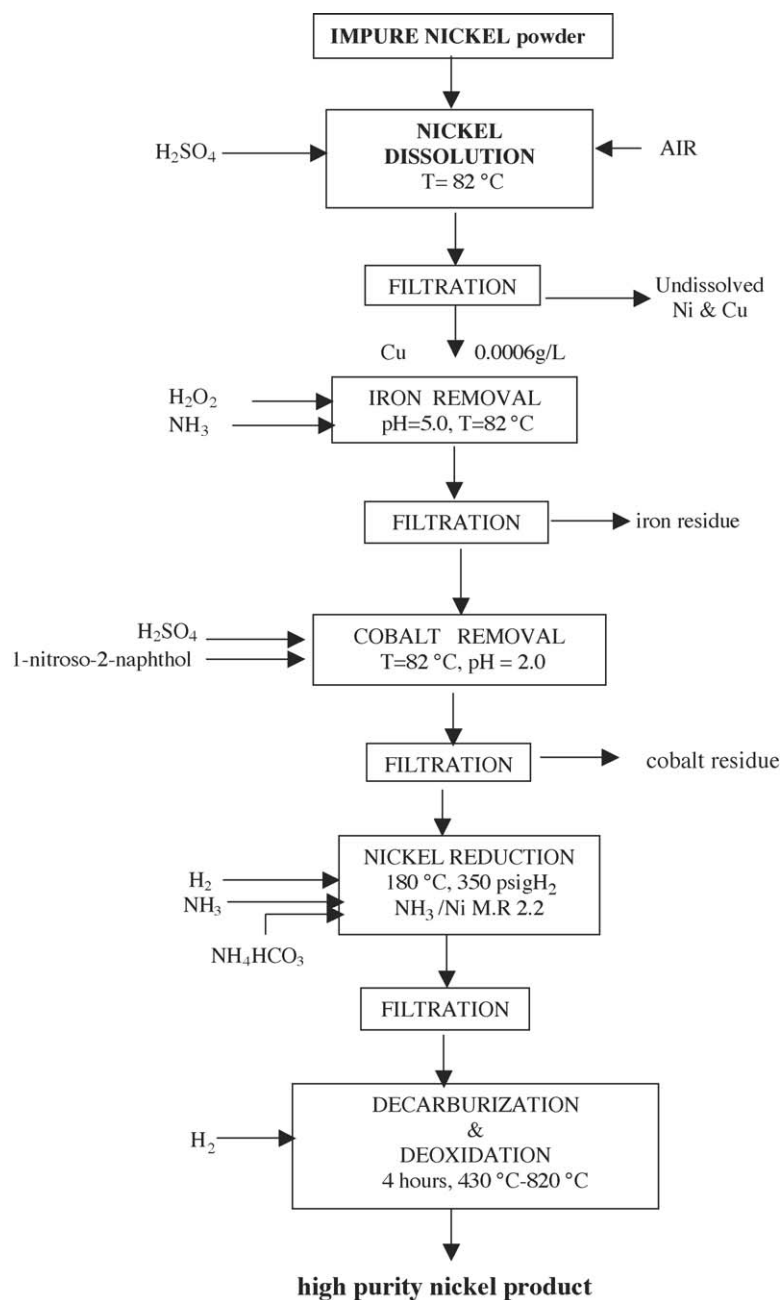 IMPURE NICKEL powder
NICKEL
DISSOLUTION
T= 82 °C
H₂SO₄
AIR
FILTRATION
Undissolved
Ni & Cu
Cu 0.0006g/L
H₂O₂
NH₃
IRON REMOVAL
pH=5.0, T=82 °C
FILTRATION
iron residue
H₂SO₄
1-nitroso-2-naphthol
COBALT REMOVAL
T=82 °C, pH = 2.0
FILTRATION
cobalt residue
NICKEL REDUCTION
180 °C, 350 psigH₂
NH₃ /Ni M.R 2.2
H₂
NH₃
NH₄HCO₃
FILTRATION
H₂
DECARBURIZATION
&
DEOXIDATION
4 hours, 430 °C-820 °C
high purity nickel product